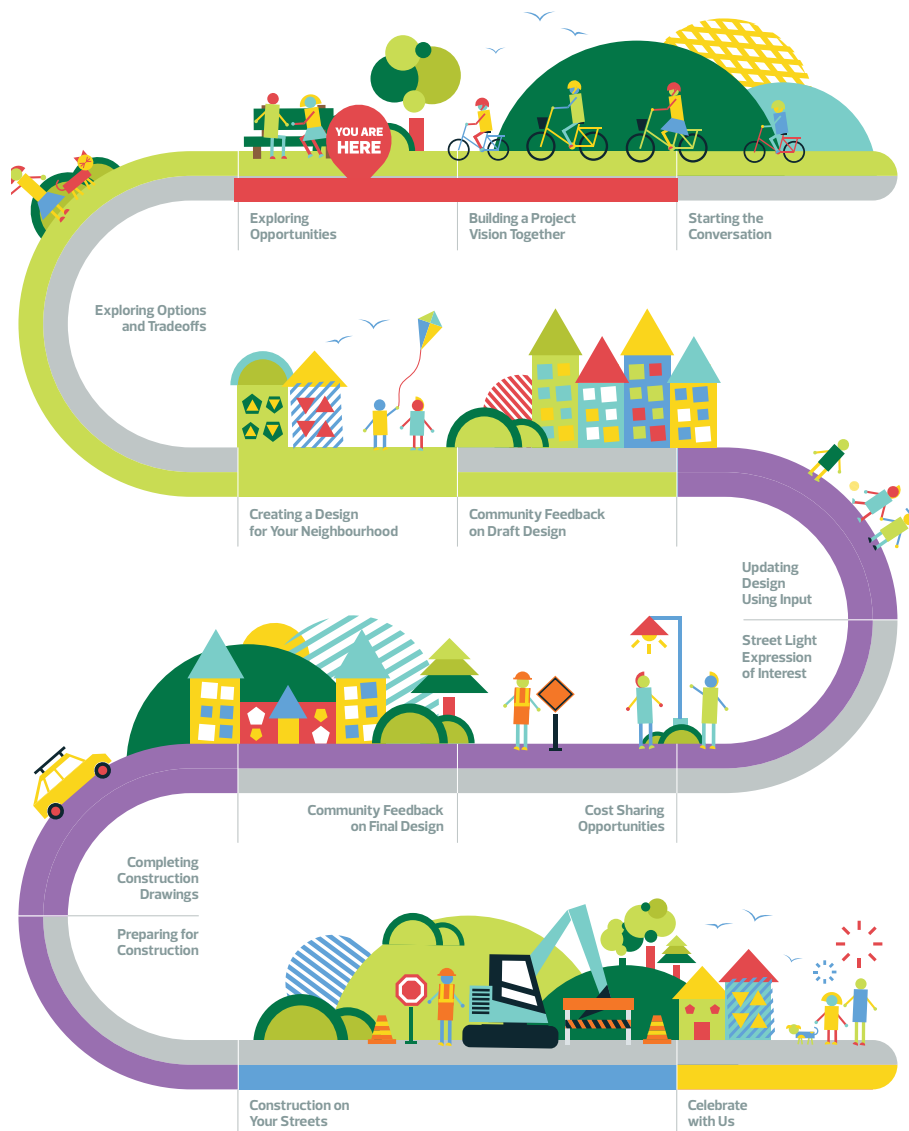 YOU ARE
HERE
Exploring
Opportunities
Building a Project
Vision Together
Starting the
Conversation
Exploring Options
and Tradeoffs
Creating a Design
for Your Neighbourhood
Community Feedback
on Draft Design
Updating
Design
Using Input
Street Light
Expression
of Interest
Community Feedback
on Final Design
Cost Sharing
Opportunities
Completing
Construction
Drawings
Preparing for
Construction
Construction on
Your Streets
Celebrate
with Us